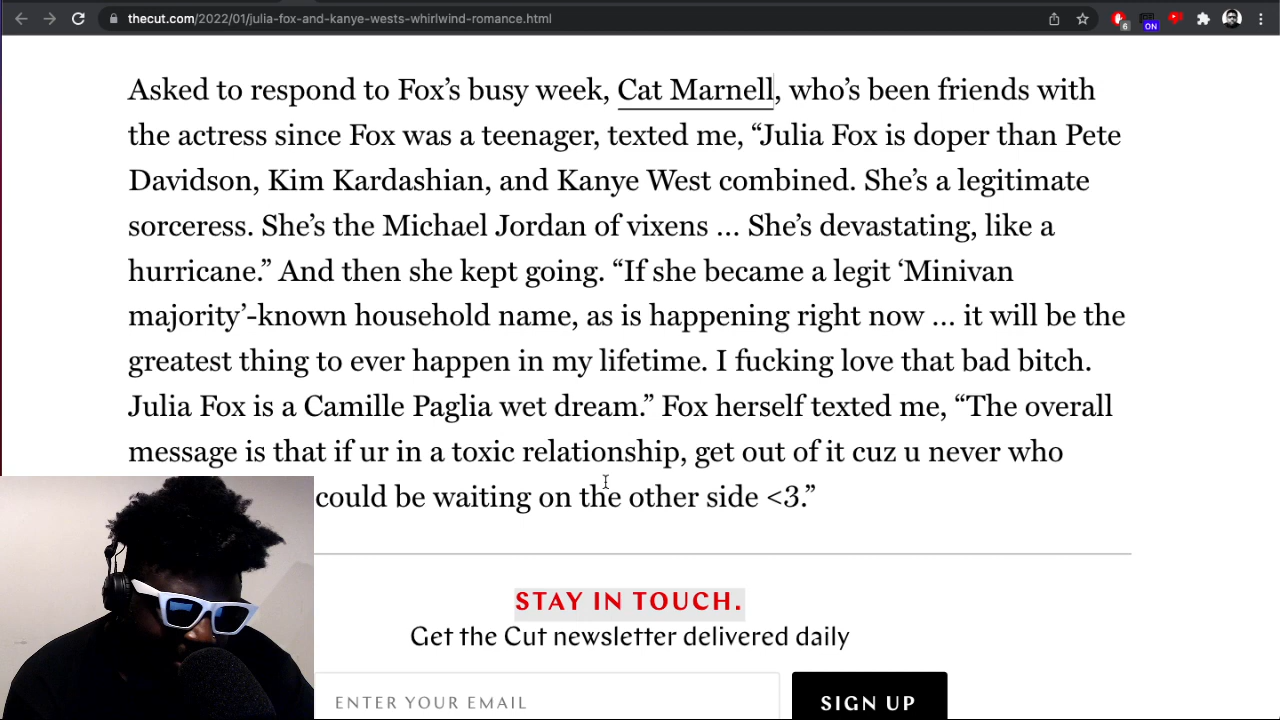 thecut.com/2022/01/julia-fox-and-kanye-wests-whirlwind-romance.html
6
ON
Asked to respond to Fox’s busy week, Cat Marnell, who’s been friends with
the actress since Fox was a teenager, texted me, “Julia Fox is doper than Pete
Davidson, Kim Kardashian, and Kanye West combined. She’s a legitimate
sorceress. She’s the Michael Jordan of vixens … She’s devastating, like a
hurricane.” And then she kept going. “If she became a legit ‘Minivan
majority’-known household name, as is happening right now … it will be the
greatest thing to ever happen in my lifetime. I fucking love that bad bitch.
Julia Fox is a Camille Paglia wet dream.” Fox herself texted me, “The overall
message is that if ur in a toxic relationship, get out of it cuz u never who
could be waiting on the other side <3.”
STAY IN TOUCH.
Get the Cut newsletter delivered daily
ENTER YOUR EMAIL
SIGN UP